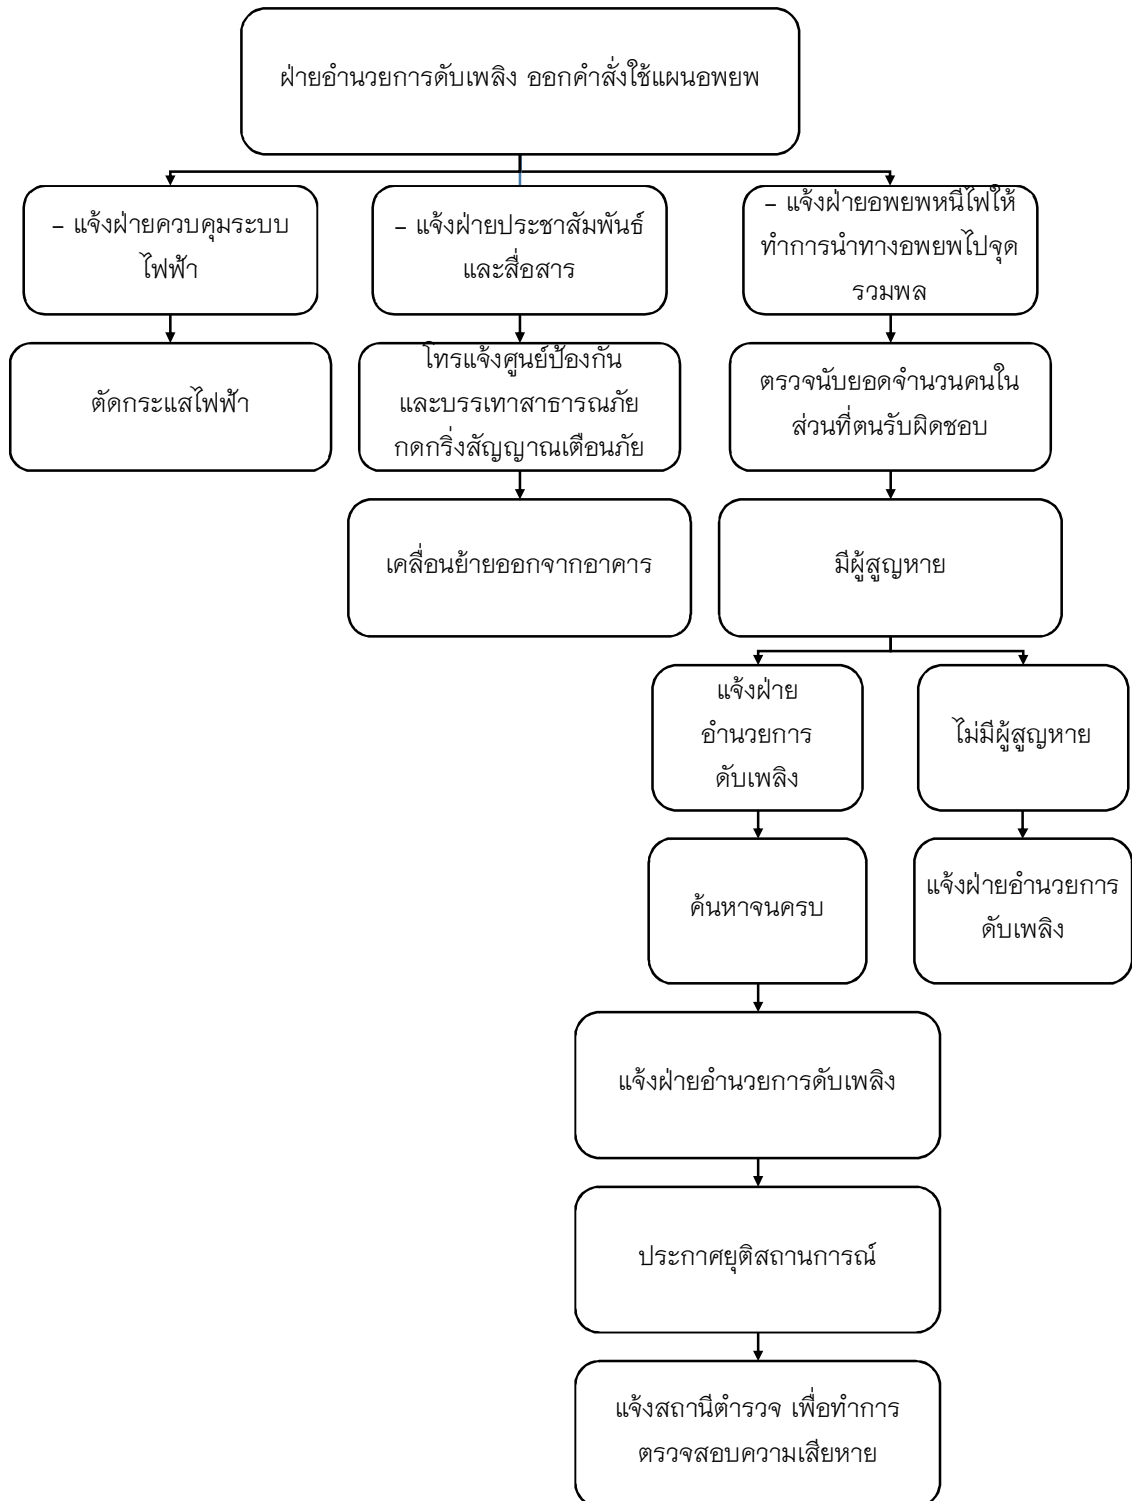 ฝ่ายอำนวยการดับเพลิง ออกคำสั่งใช้แผนอพยพ
– แจ้งฝ่ายควบคุมระบบ
ไฟฟ้า
– แจ้งฝ่ายประชาสัมพันธ์
และสื่อสาร
– แจ้งฝ่ายอพยพหนีไฟให้
ทำการนำทางอพยพไปจุด
รวมพล
ตัดกระแสไฟฟ้า
โทรแจ้งศูนย์ป้องกัน
และบรรเทาสาธารณภัย
กดกริ่งสัญญาณเตือนภัย
ตรวจนับยอดจำนวนคนใน
ส่วนที่ตนรับผิดชอบ
เคลื่อนย้ายออกจากอาคาร
มีผู้สูญหาย
แจ้งฝ่าย
อำนวยการ
ดับเพลิง
ไม่มีผู้สูญหาย
ค้นหาจนครบ
แจ้งฝ่ายอำนวยการ
ดับเพลิง
แจ้งฝ่ายอำนวยการดับเพลิง
ประกาศยุติสถานการณ์
แจ้งสถานีตำรวจ เพื่อทำการ
ตรวจสอบความเสียหาย